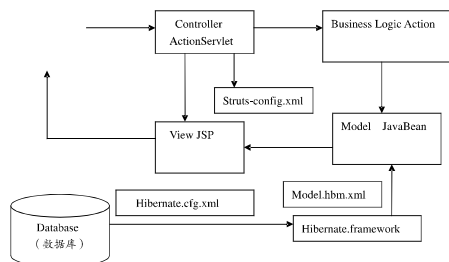 Controller
ActionServlet
Business Logic Action
Struts-config.xml
View JSP
Model JavaBean
Model.hbm.xml
Hibernate.cfg.xml
Database
（数据库）
Hibernate.framework